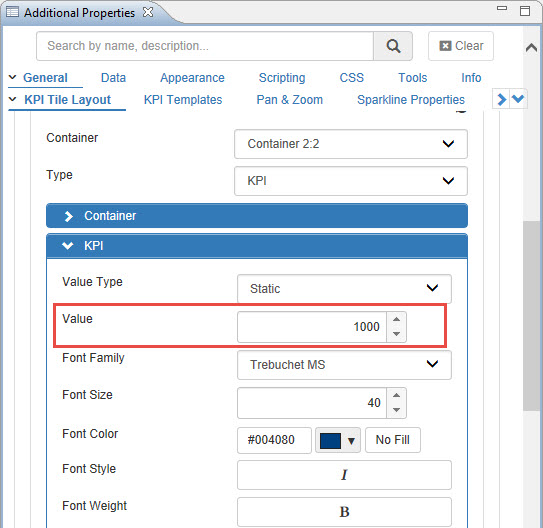 Additional Properties
Search by name, description...
Clear
General Data Appearance Scripting CSS Tools Info
KPI Tile Layout KPI Templates Pan & Zoom Sparkline Properties
Container Container 2:2
Type KPI
Container
KPI
Value Type Static
Value 1000
Font Family Trebuchet MS
Font Size 40
Font Color #004080 No Fill
Font Style I
Font Weight B